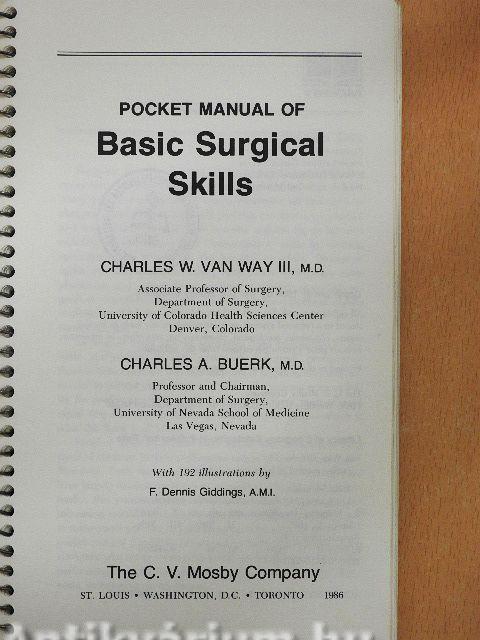 POCKET MANUAL OF
Basic Surgical
Skills
CHARLES W. VAN WAY III, M.D.
Associate Professor of Surgery,
Department of Surgery,
University of Colorado Health Sciences Center
Denver, Colorado
CHARLES A. BUERK, M.D.
Professor and Chairman,
Department of Surgery,
University of Nevada School of Medicine
Las Vegas, Nevada
With 192 illustrations by
F. Dennis Giddings, A.M.I.
The C. V. Mosby Company
ST. LOUIS • WASHINGTON, D.C. • TORONTO 1986
Antikvárium.hu